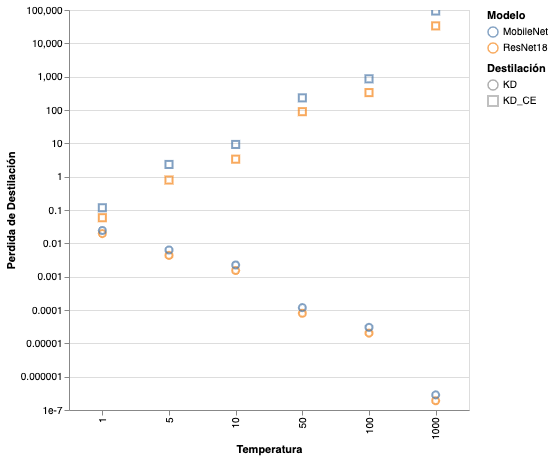 100,000
10,000
1,000
100
10
1
0.1
0.01
0.001
0.0001
0.00001
0.000001
1e-7
Perdida de Destilación
1
5
10
50
100
1000
Temperatura
Modelo
MobileNet
ResNet18
Destilación
KD
KD_CE